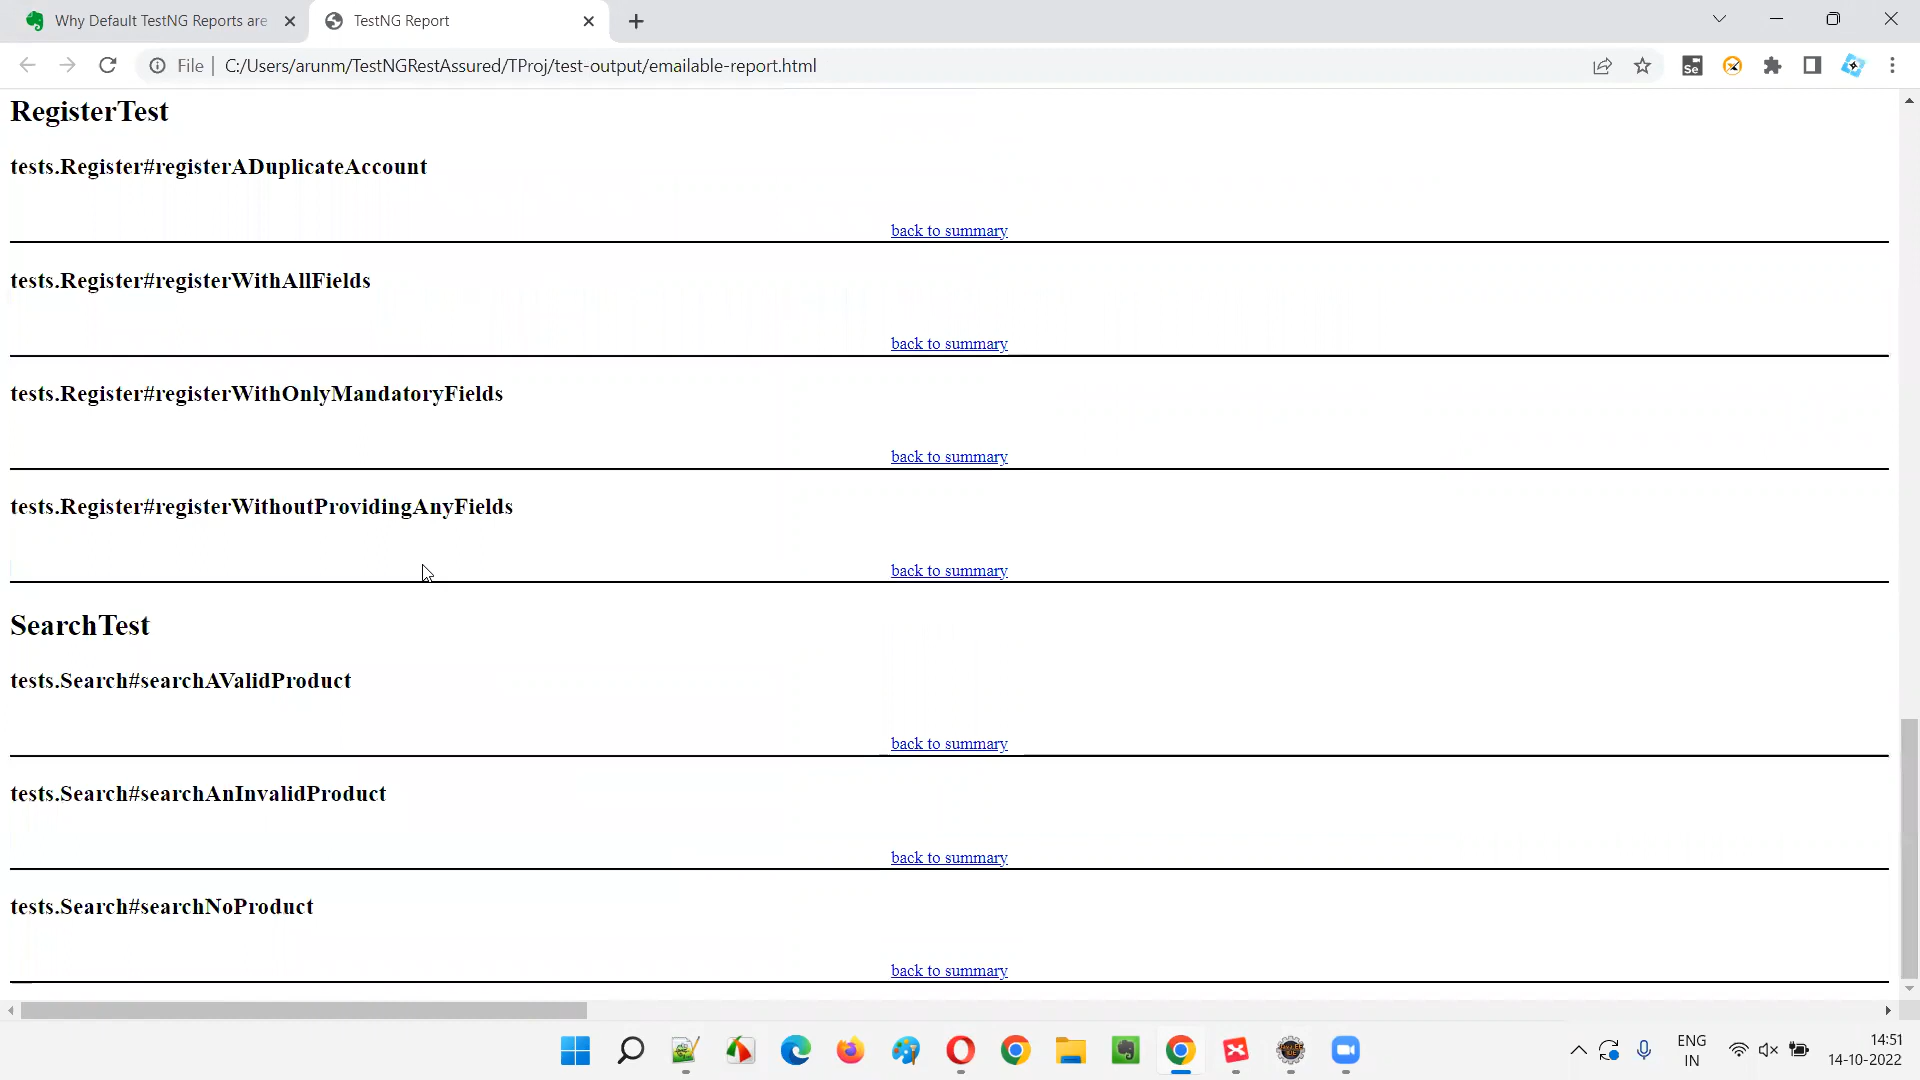 Why Default TestNG Reports are
TestNG Report
File
C:/Users/arunm/TestNGRestAssured/TProj/test-output/emailable-report.html
Se
RegisterTest
tests.Register#registerADuplicateAccount
back to summary
tests.Register#registerWithAllFields
back to summary
tests.Register#registerWithOnlyMandatoryFields
back to summary
tests.Register#registerWithoutProvidingAnyFields
back to summary
SearchTest
tests.Search#searchAValidProduct
back to summary
tests.Search#searchAnInvalidProduct
back to summary
tests.Search#searchNoProduct
back to summary
ENG
IN
14:51
14-10-2022